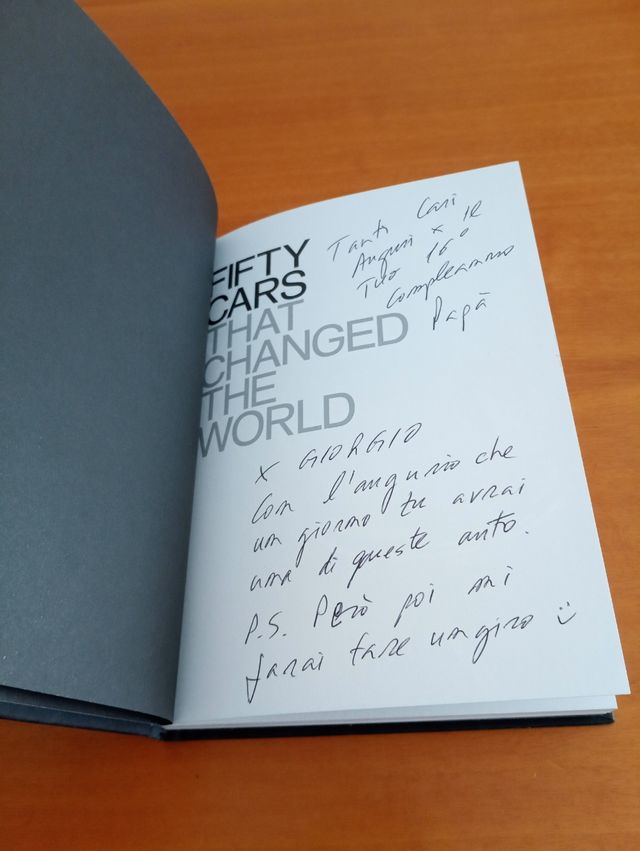 Tanti Cari
Auguri x IL
Tuo 16°
Compleanno
Papà
FIFTY
CARS
THAT
CHANGED
THE
WORLD
x GIORGIO
Con l'augurio che
un giorno tu avrai
una di queste auto.
P.S. Però poi mi
farai fare un giro :)